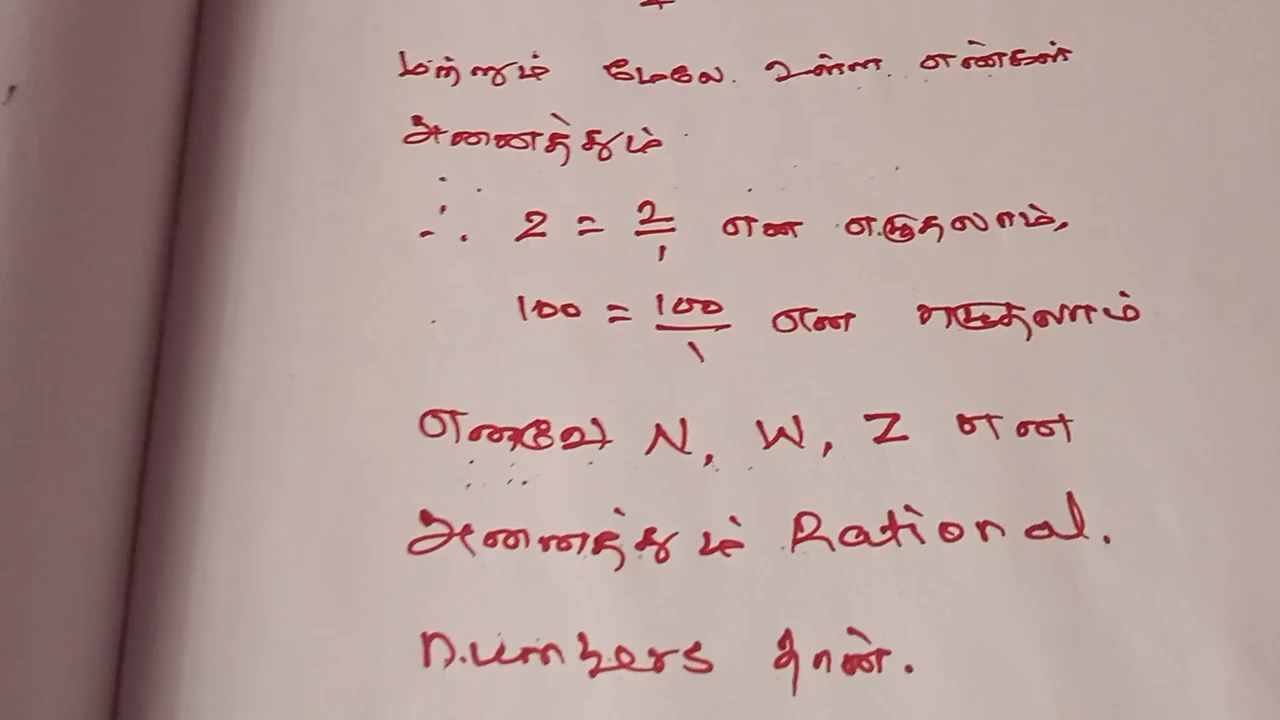 மற்றும் மேலே உள்ள எண்கள்
அனைத்தும்
∴ 2 = 2/1 என எழுதலாம்,
100 = 100/1 என எழுதலாம்
எனவே N, W, Z என
அனைத்தும் Rational.
numbers தான்.